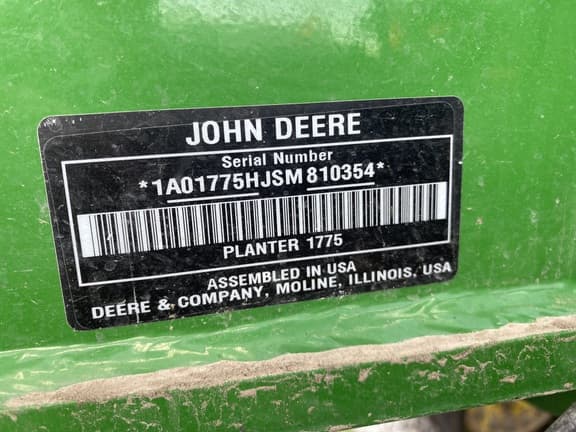 JOHN DEERE
Serial Number
*1A01775HJSM810354*
PLANTER 1775
ASSEMBLED IN USA
DEERE & COMPANY, MOLINE, ILLINOIS, USA